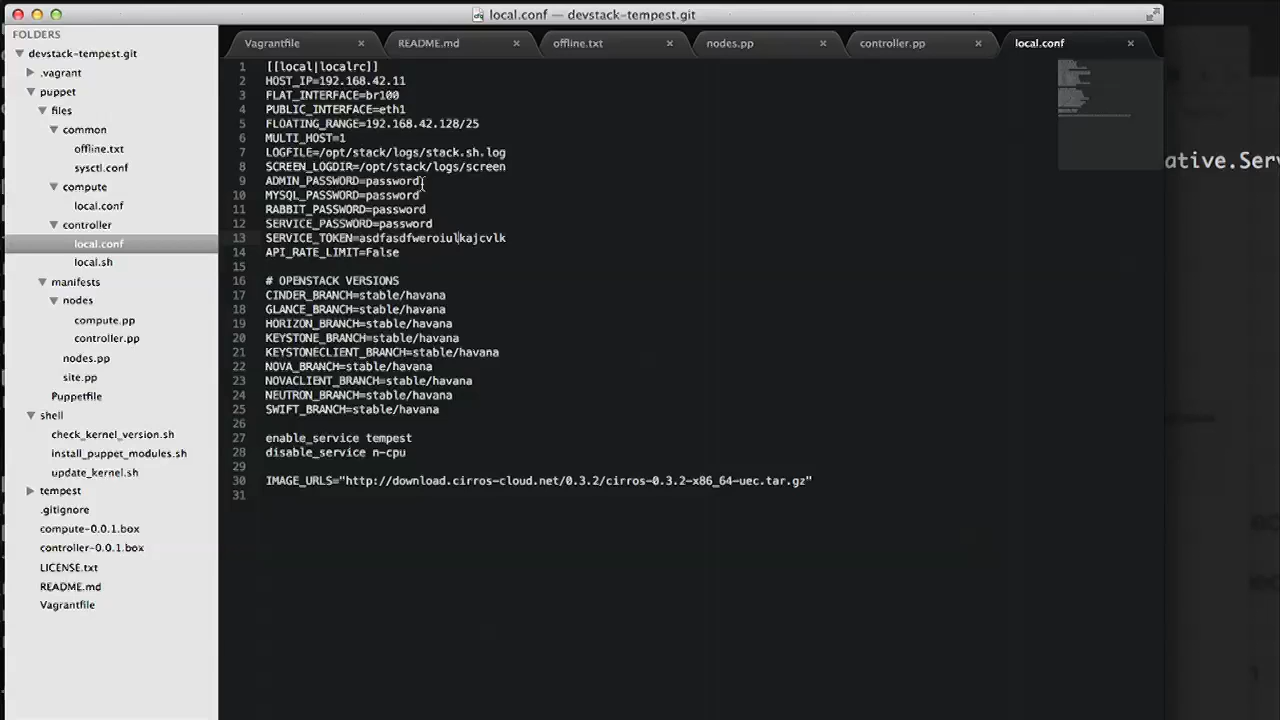 local.conf — devstack-tempest.git
FOLDERS
devstack-tempest.git
.vagrant
puppet
files
common
offline.txt
sysctl.conf
compute
local.conf
controller
local.conf
local.sh
manifests
nodes
compute.pp
controller.pp
nodes.pp
site.pp
Puppetfile
shell
check_kernel_version.sh
install_puppet_modules.sh
update_kernel.sh
tempest
.gitignore
compute-0.0.1.box
controller-0.0.1.box
LICENSE.txt
README.md
Vagrantfile
Vagrantfile × README.md × offline.txt × nodes.pp × controller.pp × local.conf ×
1 [[local|localrc]]
2 HOST_IP=192.168.42.11
3 FLAT_INTERFACE=br100
4 PUBLIC_INTERFACE=eth1
5 FLOATING_RANGE=192.168.42.128/25
6 MULTI_HOST=1
7 LOGFILE=/opt/stack/logs/stack.sh.log
8 SCREEN_LOGDIR=/opt/stack/logs/screen
9 ADMIN_PASSWORD=password
10 MYSQL_PASSWORD=password
11 RABBIT_PASSWORD=password
12 SERVICE_PASSWORD=password
13 SERVICE_TOKEN=asdfasdfweroiulkajcvlk
14 API_RATE_LIMIT=False
15
16 # OPENSTACK VERSIONS
17 CINDER_BRANCH=stable/havana
18 GLANCE_BRANCH=stable/havana
19 HORIZON_BRANCH=stable/havana
20 KEYSTONE_BRANCH=stable/havana
21 KEYSTONECLIENT_BRANCH=stable/havana
22 NOVA_BRANCH=stable/havana
23 NOVACLIENT_BRANCH=stable/havana
24 NEUTRON_BRANCH=stable/havana
25 SWIFT_BRANCH=stable/havana
26
27 enable_service tempest
28 disable_service n-cpu
29
30 IMAGE_URLS="http://download.cirros-cloud.net/0.3.2/cirros-0.3.2-x86_64-uec.tar.gz"
31
ative.Serv